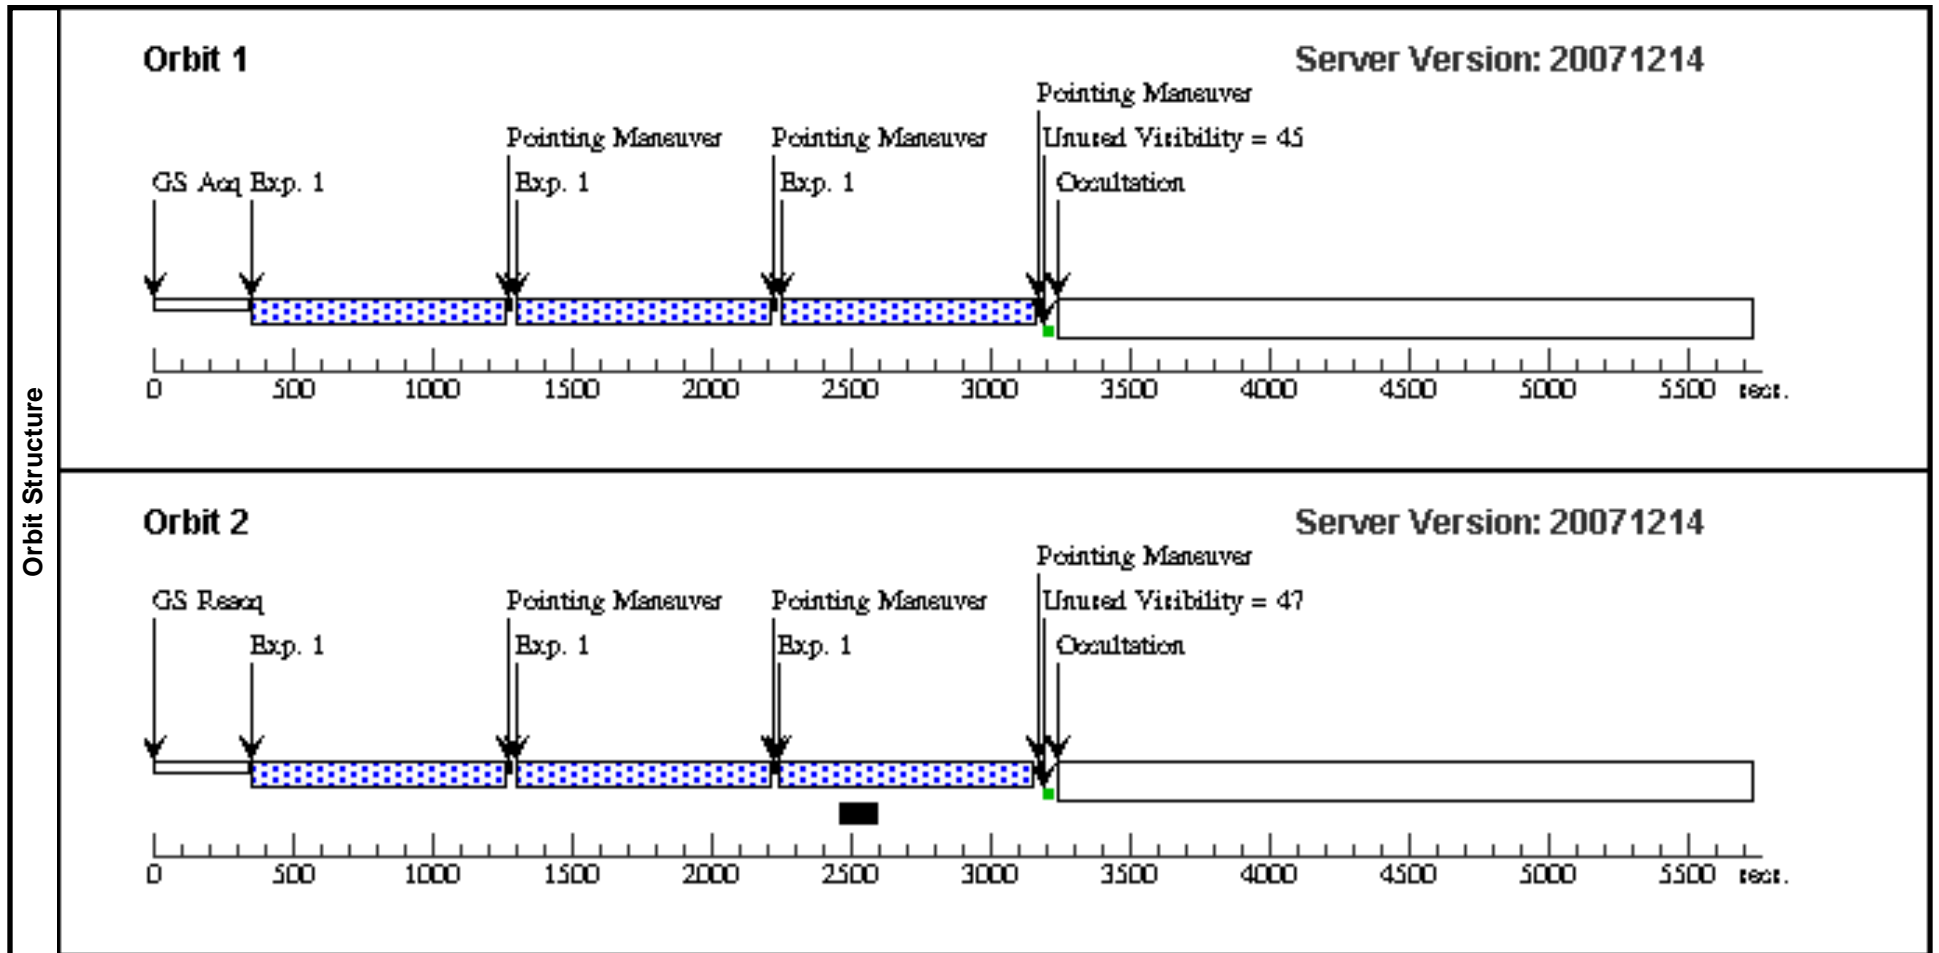 Orbit Structure
Orbit 1
Server Version: 20071214
Pointing Maneuver
Pointing Maneuver Pointing Maneuver Unused Visibility = 45
GS Acq Exp. 1 Exp. 1 Exp. 1 Occultation
0 500 1000 1500 2000 2500 3000 3500 4000 4500 5000 5500 secs.
Orbit 2
Server Version: 20071214
Pointing Maneuver
GS Reacq Pointing Maneuver Pointing Maneuver Unused Visibility = 47
Exp. 1 Exp. 1 Exp. 1 Occultation
0 500 1000 1500 2000 2500 3000 3500 4000 4500 5000 5500 secs.